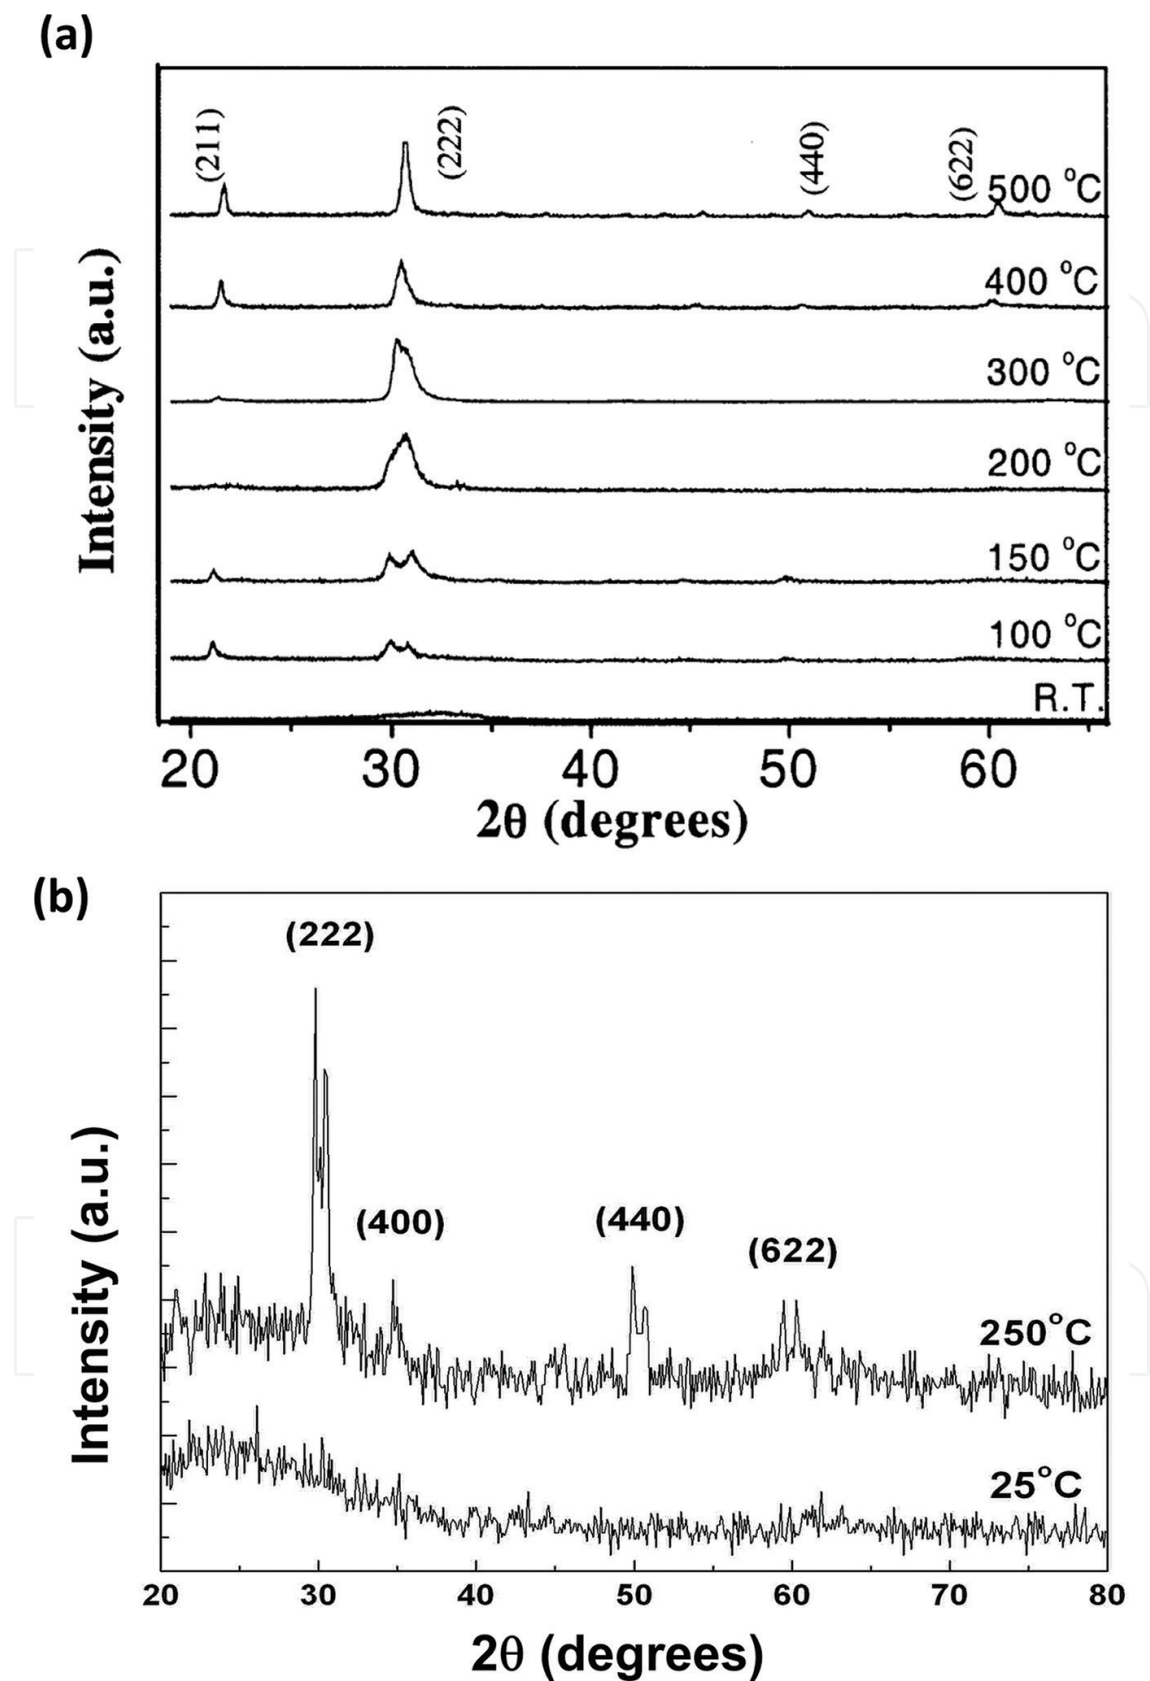 (a)
(211)
(222)
(440)
(622)
500 °C
400 °C
300 °C
200 °C
150 °C
100 °C
R.T.
Intensity (a.u.)
20 30 40 50 60
2θ (degrees)
(b)
(222)
(400)
(440)
(622)
250°C
25°C
Intensity (a.u.)
20 30 40 50 60 70 80
2θ (degrees)